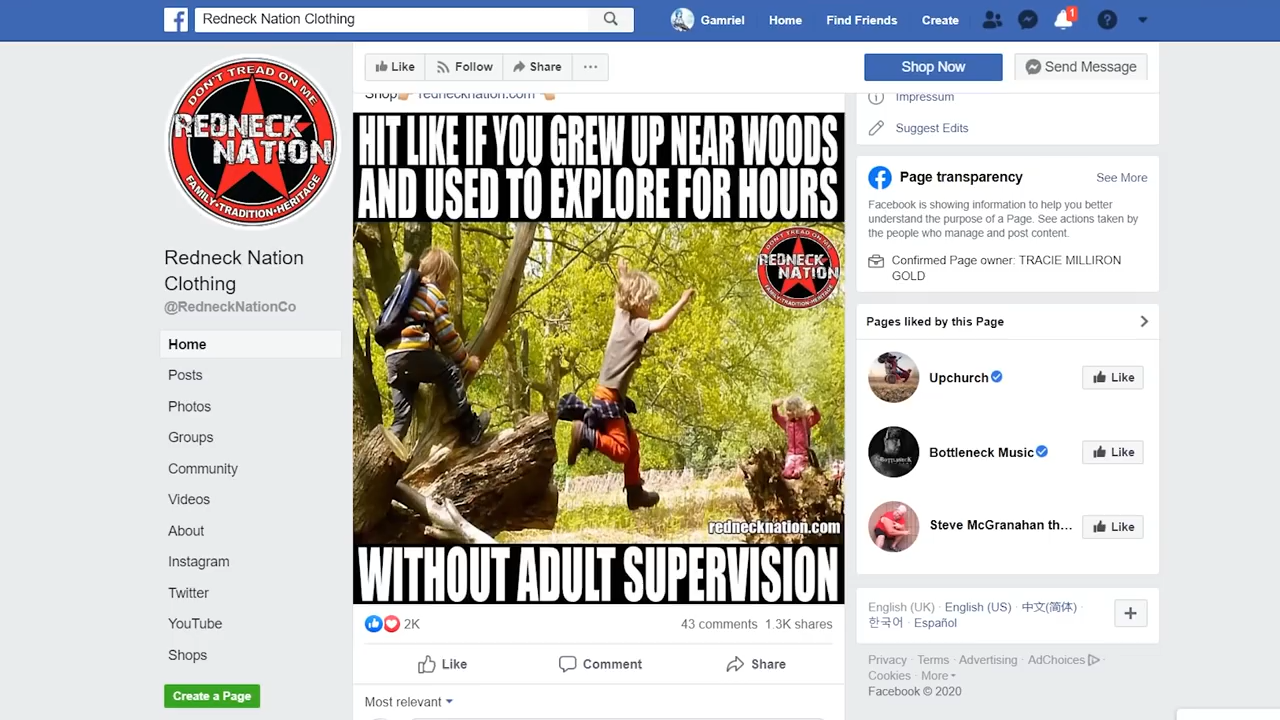 Redneck Nation Clothing
Gamriel
Home
Find Friends
Create
1
DON'T TREAD ON ME
REDNECK
NATION
FAMILY•TRADITION•HERITAGE
Redneck Nation
Clothing
@RedneckNationCo
Home
Posts
Photos
Groups
Community
Videos
About
Instagram
Twitter
YouTube
Shops
Create a Page
Like
Follow
Share
Shop Now
Send Message
Shop rednecknation.com
HIT LIKE IF YOU GREW UP NEAR WOODS
AND USED TO EXPLORE FOR HOURS
DON'T TREAD ON ME
REDNECK
NATION
FAMILY•TRADITION•HERITAGE
rednecknation.com
WITHOUT ADULT SUPERVISION
2K
43 comments 1.3K shares
Like
Comment
Share
Most relevant
Impressum
Suggest Edits
Page transparency
See More
Facebook is showing information to help you better
understand the purpose of a Page. See actions taken by
the people who manage and post content.
Confirmed Page owner: TRACIE MILLIRON
GOLD
Pages liked by this Page
Upchurch
Like
Bottleneck Music
Like
Steve McGranahan th...
Like
English (UK) · English (US) · 中文(简体) ·
한국어 · Español
Privacy · Terms · Advertising · AdChoices ·
Cookies · More
Facebook © 2020